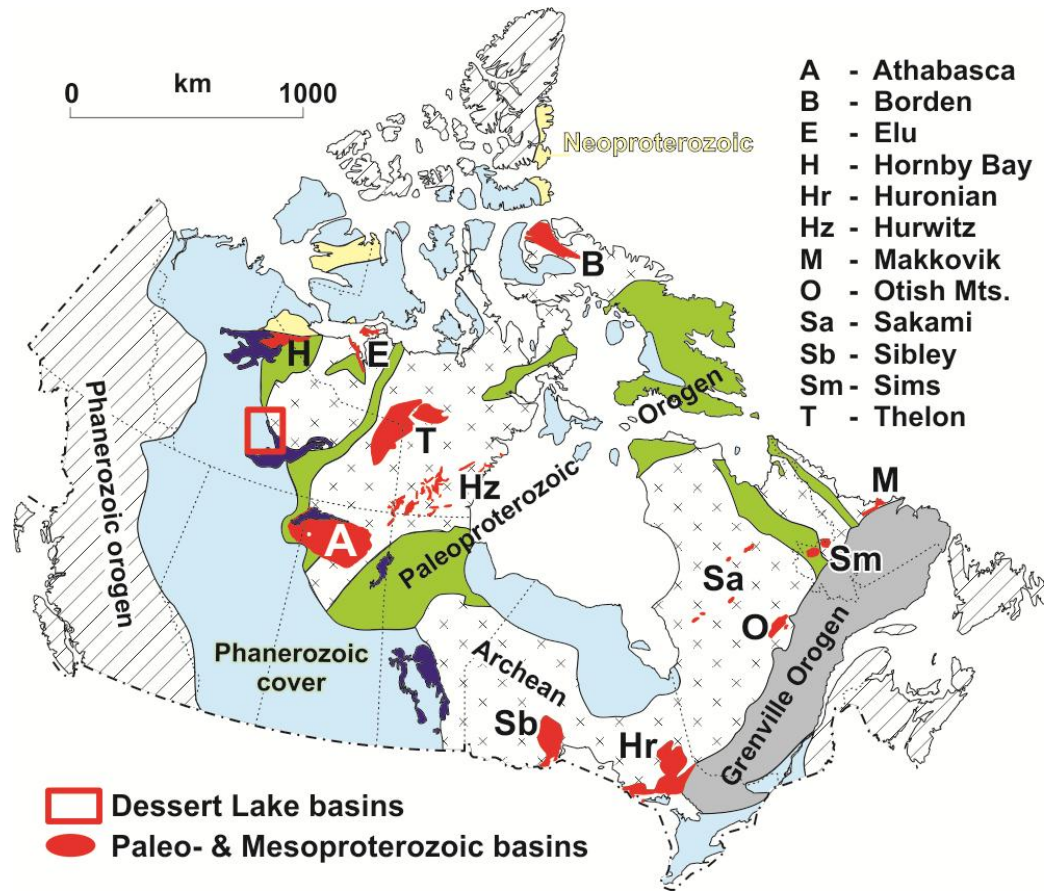 km
0 1000
A - Athabasca
B - Borden
E - Elu
H - Hornby Bay
Hr - Huronian
Hz - Hurwitz
M - Makkovik
O - Otish Mts.
Sa - Sakami
Sb - Sibley
Sm - Sims
T - Thelon
Neoproterozoic
B
H
E
Orogen
T
Phanerozoic orogen
Hz
M
A
Paleoproterozoic
Sm
Sa
O
Phanerozoic
cover
Archean
Sb
Hr
Grenville Orogen
Dessert Lake basins
Paleo- & Mesoproterozoic basins